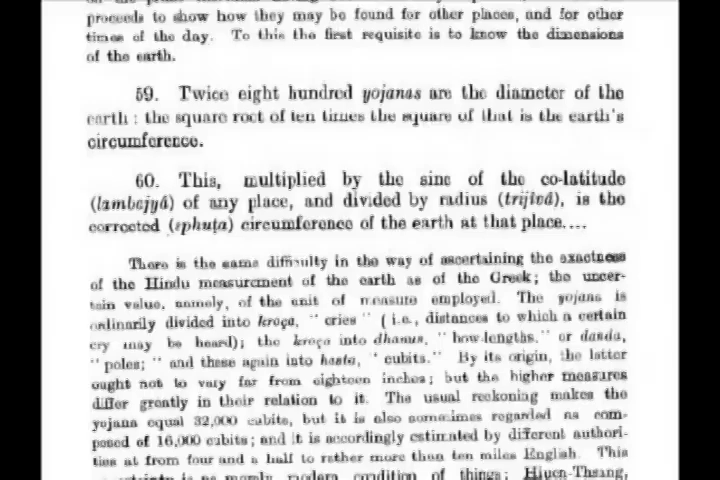 proceeds to show how they may be found for other places, and for other
times of the day. To this the first requisite is to know the dimensions
of the earth.
59. Twice eight hundred yojanas are the diameter of the
earth : the square root of ten times the square of that is the earth's
circumference.
60. This, multiplied by the sine of the co-latitude
(lambajyâ) of any place, and divided by radius (trijîvâ), is the
corrected (sphuṭa) circumference of the earth at that place....
There is the same difficulty in the way of ascertaining the exactness
of the Hindu measurement of the earth as of the Greek; the uncer-
tain value, namely, of the unit of measure employed. The yojana is
ordinarily divided into kroça, "cries" (i.e., distances to which a certain
cry may be heard); the kroça into dhanus, "bow-lengths," or danda,
"poles;" and these again into hasta, "cubits." By its origin, the latter
ought not to vary far from eighteen inches; but the higher measures
differ greatly in their relation to it. The usual reckoning makes the
yojana equal 32,000 cubits, but it is also sometimes regarded as com-
posed of 16,000 cubits; and it is accordingly estimated by different authori-
ties at from four and a half to rather more than ten miles English. This
is no merely modern condition of things; Hiuen-Thsang,